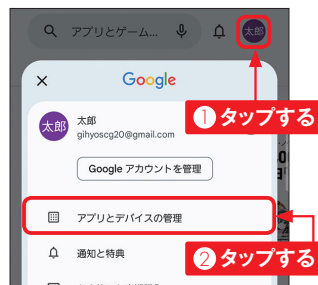 アプリとゲーム...
太郎
Google
太郎
太郎
gihyoscg20@gmail.com
Google アカウントを管理
❶タップする
アプリとデバイスの管理
通知と特典
❷タップする